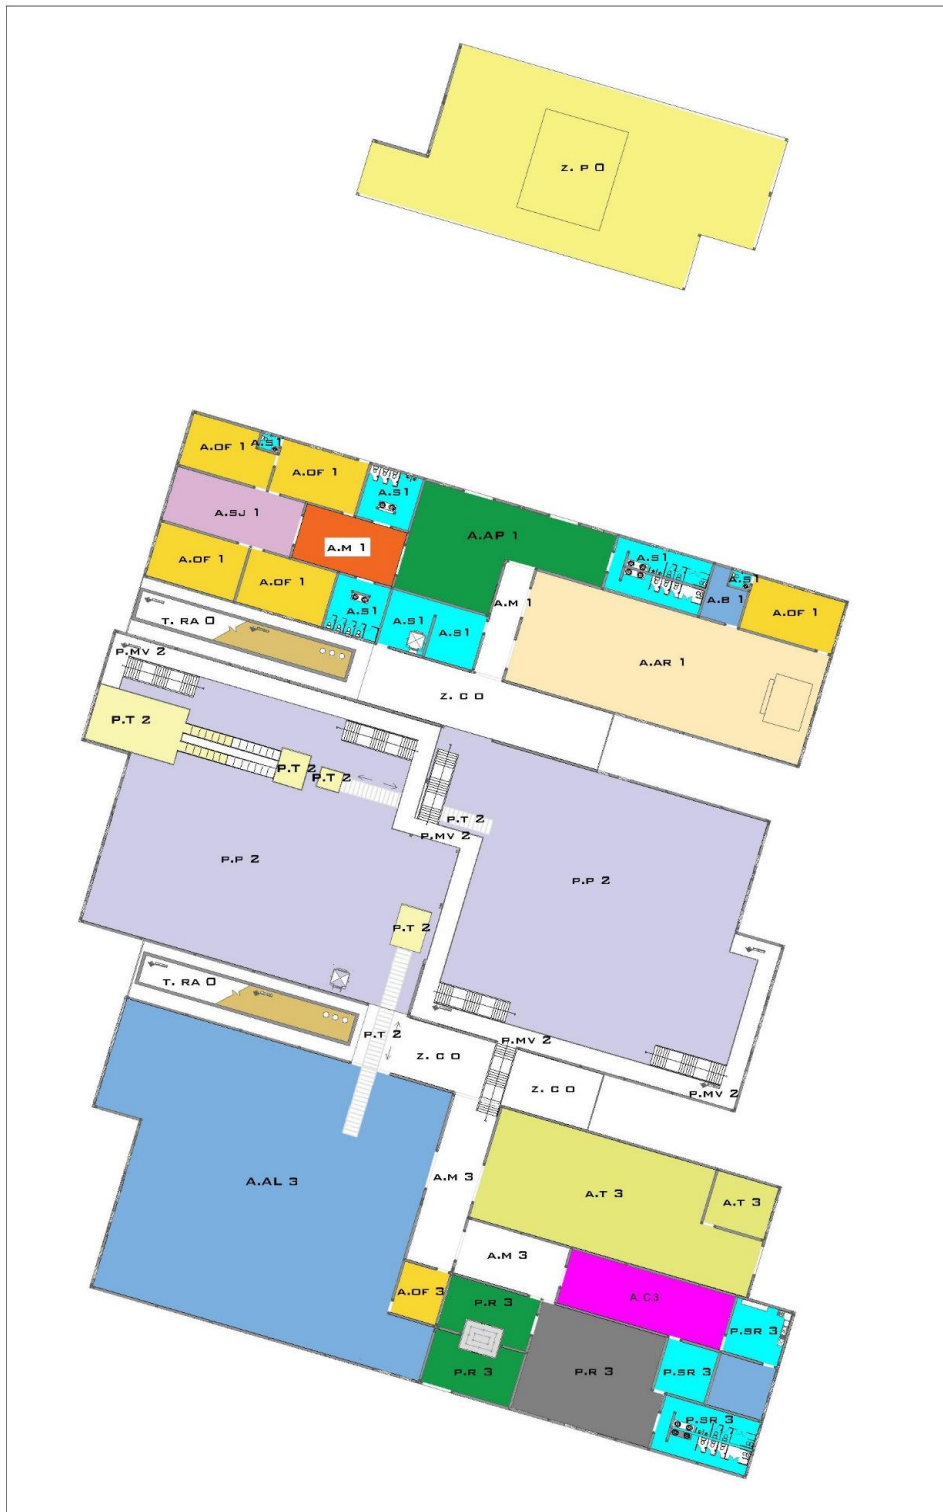 Z. P 0
A.OF 1
A.S 1
A.OF 1
A.S1
A.SJ 1
A.M 1
A.AP 1
A.S1
A.S1
A.OF 1
A.OF 1
A.S1
A.M 1
A.B 1
A.OF 1
A.S1
A.S1
T. RA 0
A.AR 1
P.MV 2
Z. C 0
P.T 2
P.T 2
P.T 2
P.T 2
P.MV 2
P.P 2
P.P 2
P.T 2
T. RA 0
P.T 2
P.MV 2
Z. C 0
Z. C 0
P.MV 2
A.AL 3
A.M 3
A.T 3
A.T 3
A.M 3
A.OF 3
P.R 3
A.C3
P.SR 3
P.R 3
P.R 3
P.SR 3
P.SR 3